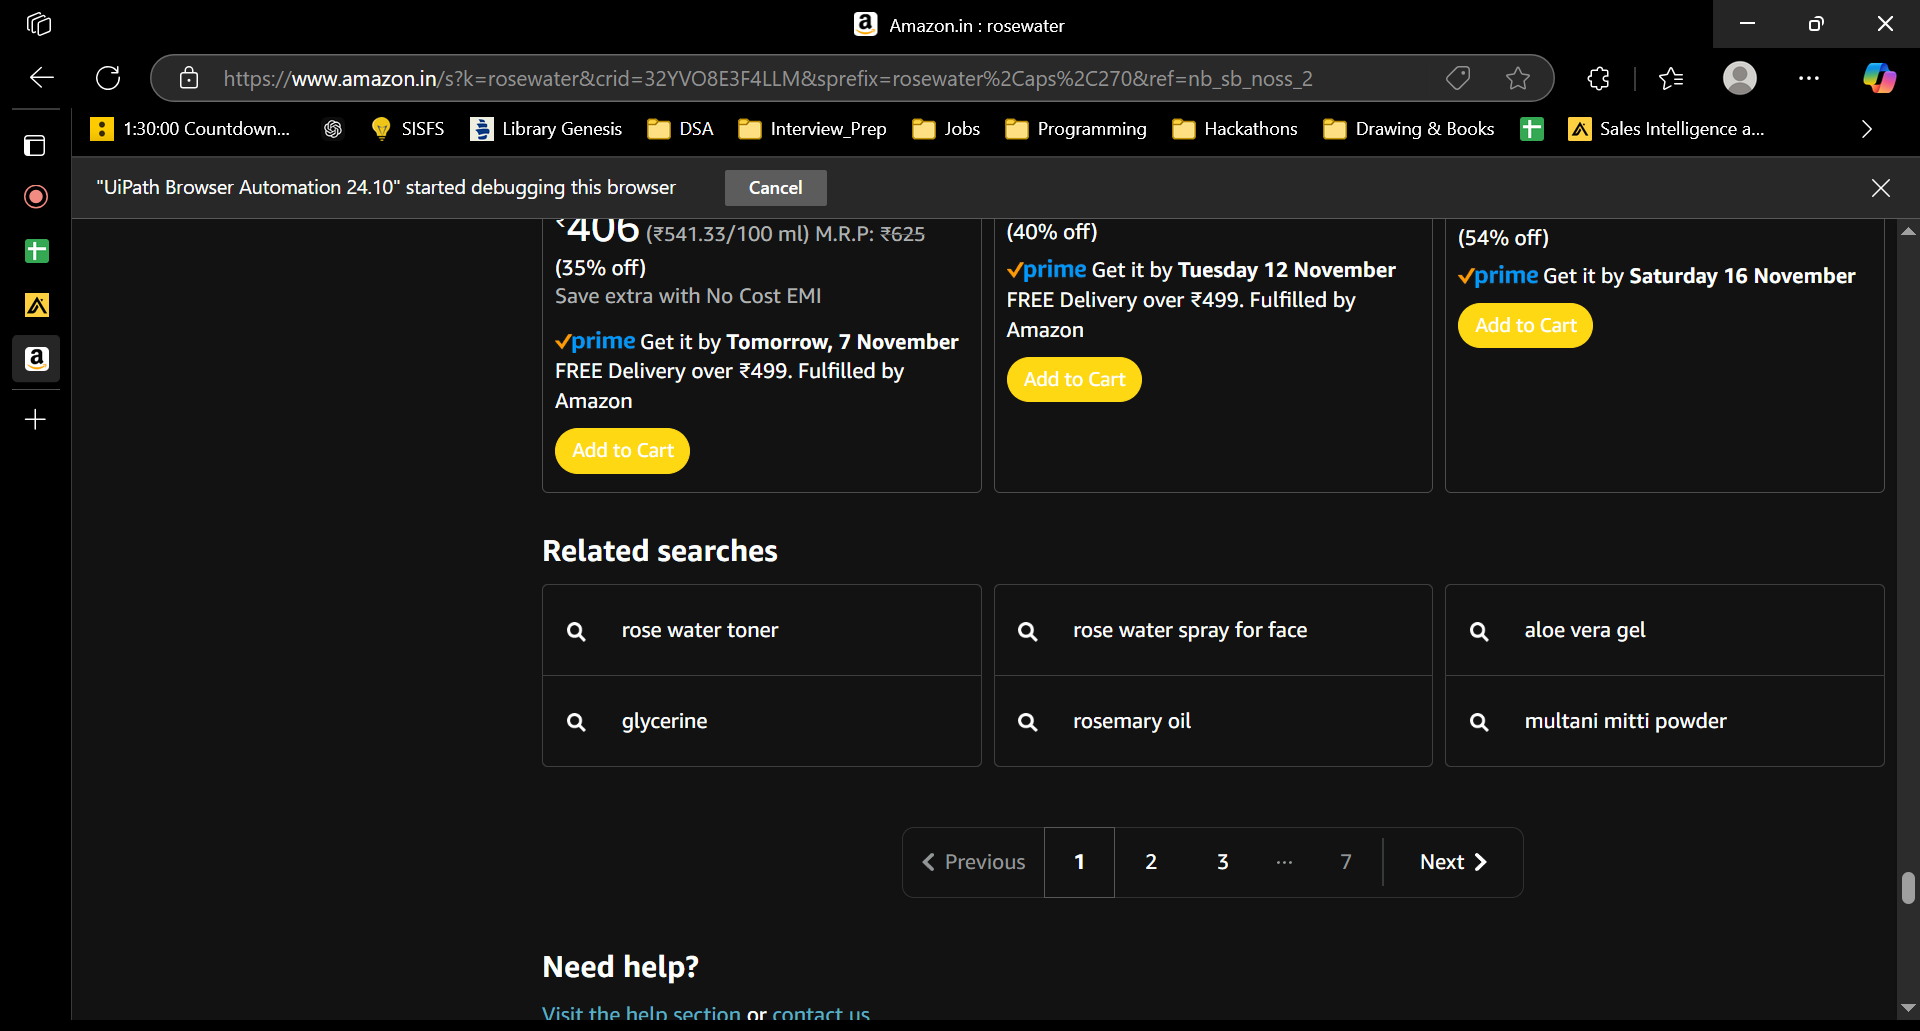 Amazon.in : rosewater
https://www.amazon.in/s?k=rosewater&crid=32YVO8E3F4LLM&sprefix=rosewater%2Caps%2C270&ref=nb_sb_noss_2
1:30:00 Countdown...
SISFS
Library Genesis
DSA
Interview_Prep
Jobs
Programming
Hackathons
Drawing & Books
Sales Intelligence a...
"UiPath Browser Automation 24.10" started debugging this browser
Cancel
₹406 (₹541.33/100 ml) M.R.P: ₹625
(35% off)
Save extra with No Cost EMI
prime Get it by Tomorrow, 7 November
FREE Delivery over ₹499. Fulfilled by
Amazon
Add to Cart
(40% off)
prime Get it by Tuesday 12 November
FREE Delivery over ₹499. Fulfilled by
Amazon
Add to Cart
(54% off)
prime Get it by Saturday 16 November
Add to Cart
Related searches
rose water toner
rose water spray for face
aloe vera gel
glycerine
rosemary oil
multani mitti powder
Previous
1
2
3
...
7
Next
Need help?
Visit the help section or contact us